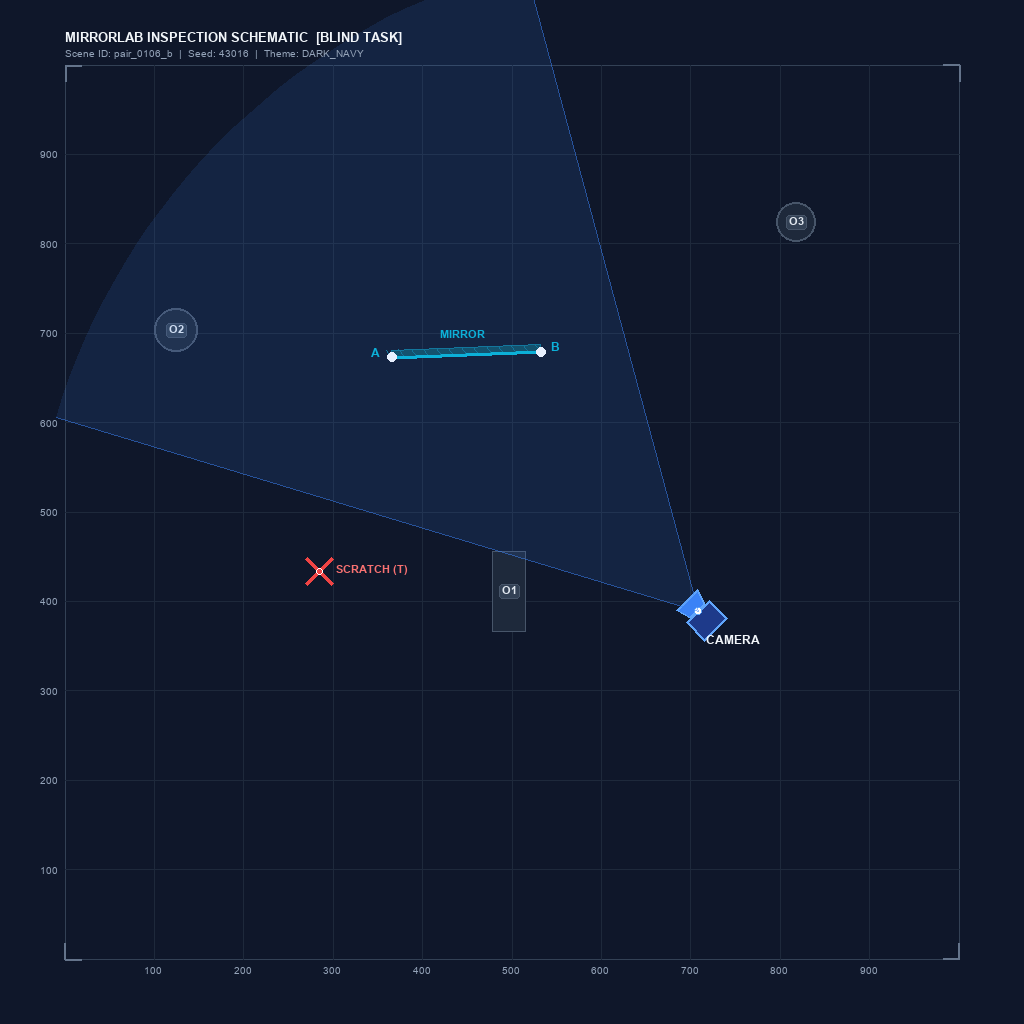 MIRRORLAB INSPECTION SCHEMATIC [BLIND TASK]
Scene ID: pair_0106_b | Seed: 43016 | Theme: DARK_NAVY
900
800
700
600
500
400
300
200
100
O3
O2
MIRROR
A
B
SCRATCH (T)
O1
CAMERA
100
200
300
400
500
600
700
800
900